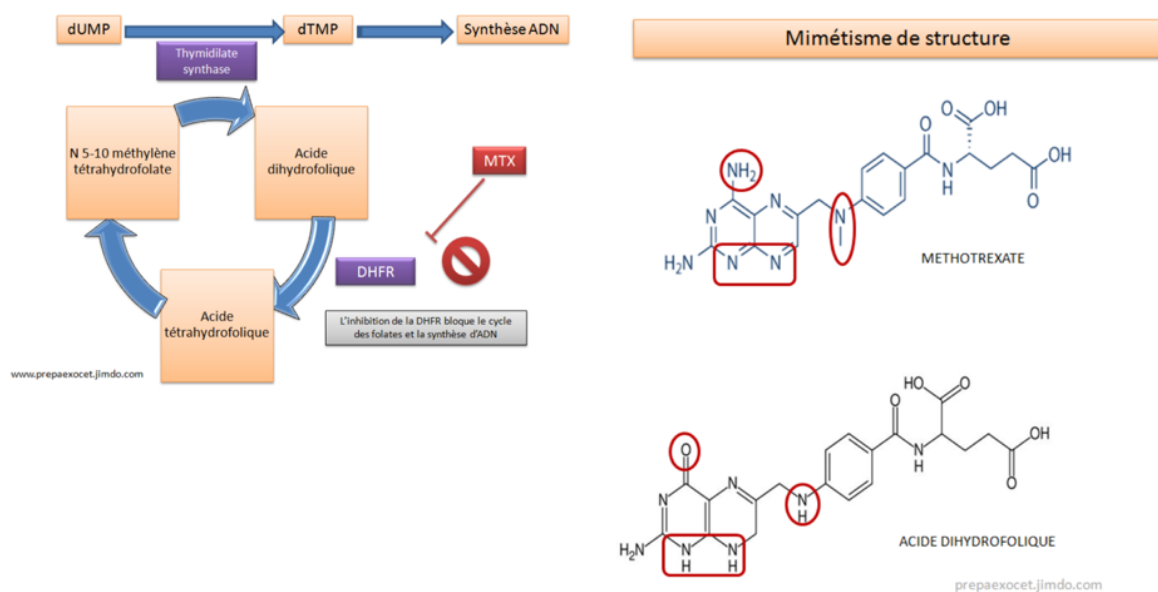 dUMP
dTMP
Synthèse ADN
Thymidilate
synthase
N 5-10 méthylène
tétrahydrofolate
Acide
dihydrofolique
MTX
DHFR
Acide
tétrahydrofolique
L'inhibition de la DHFR bloque le cycle
des folates et la synthèse d'ADN
www.prepaexocet.jimdo.com
Mimétisme de structure
O
OH
O
NH₂
N
H
OH
O
N
N
N
H₂N
N
N
METHOTREXATE
HO
O
O
O
OH
N
H
O
N
N
N
H
H₂N
N
H
N
H
ACIDE DIHYDROFOLIQUE
prepaexocet.jimdo.com